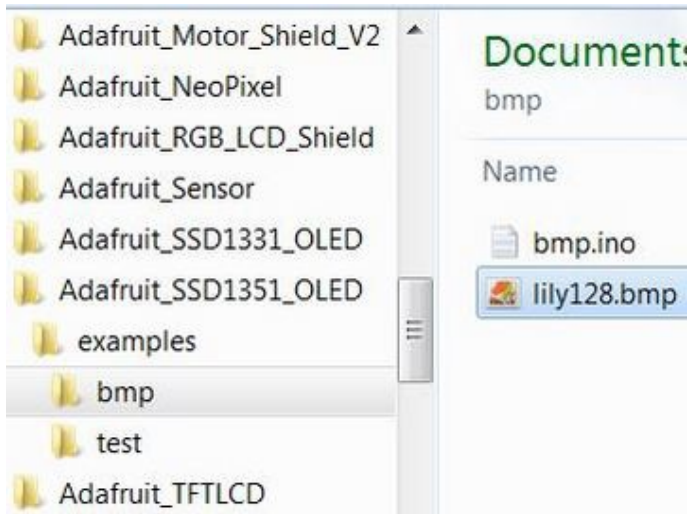 Adafruit_Motor_Shield_V2
Adafruit_NeoPixel
Adafruit_RGB_LCD_Shield
Adafruit_Sensor
Adafruit_SSD1331_OLED
Adafruit_SSD1351_OLED
examples
bmp
test
Adafruit_TFTLCD
Documents
bmp
Name
bmp.ino
lily128.bmp